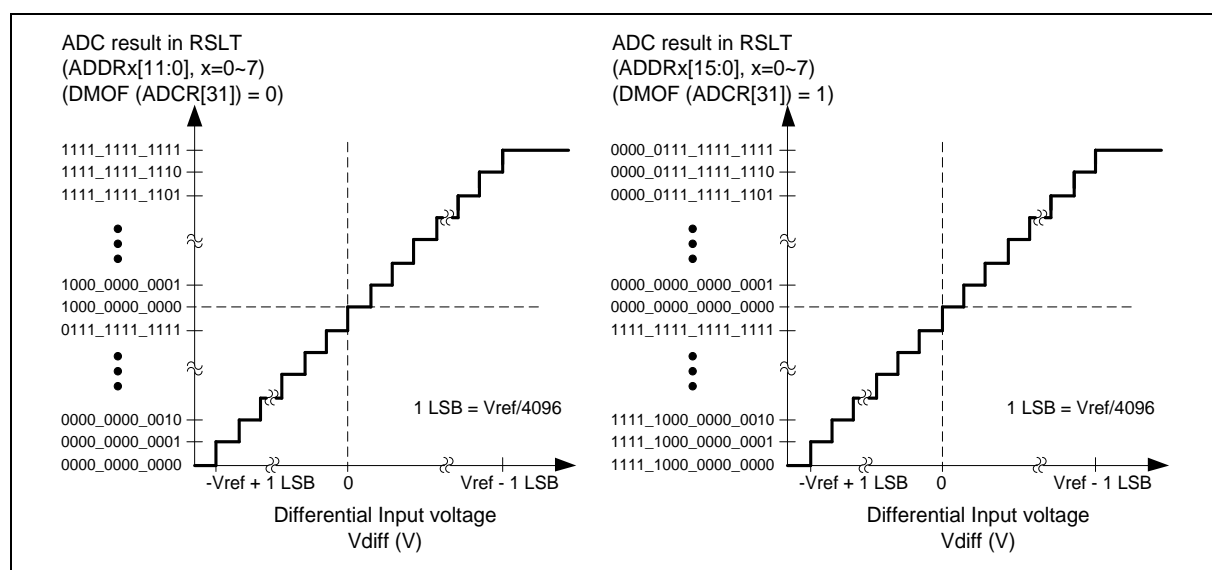 ADC result in RSLT
(ADDRx[11:0], x=0~7)
(DMOF (ADCR[31]) = 0)
1111_1111_1111
1111_1111_1110
1111_1111_1101
1000_0000_0001
1000_0000_0000
0111_1111_1111
0000_0000_0010
0000_0000_0001
0000_0000_0000
1 LSB = Vref/4096
-Vref + 1 LSB
0
Vref - 1 LSB
Differential Input voltage
Vdiff (V)
ADC result in RSLT
(ADDRx[15:0], x=0~7)
(DMOF (ADCR[31]) = 1)
0000_0111_1111_1111
0000_0111_1111_1110
0000_0111_1111_1101
0000_0000_0000_0001
0000_0000_0000_0000
1111_1111_1111_1111
1111_1000_0000_0010
1111_1000_0000_0001
1111_1000_0000_0000
1 LSB = Vref/4096
-Vref + 1 LSB
0
Vref - 1 LSB
Differential Input voltage
Vdiff (V)